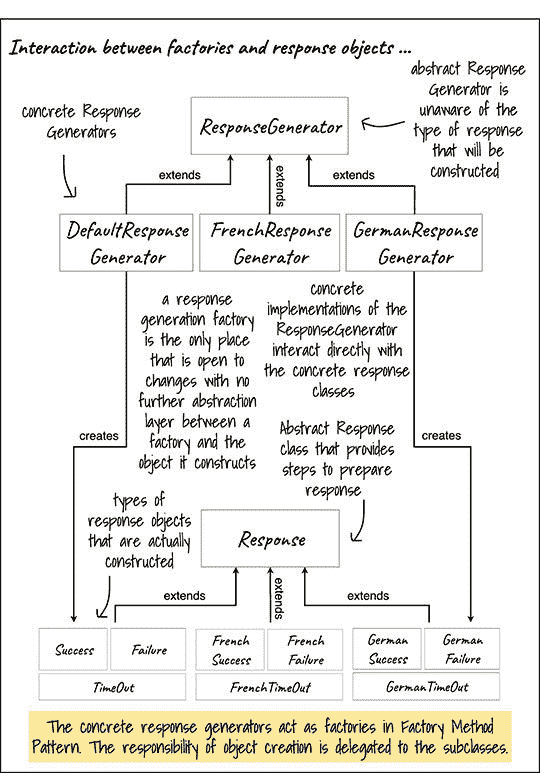 Interaction between factories and response objects ...
abstract Response
Generator is
unaware of the
type of response
that will be
constructed
concrete Response
Generators
ResponseGenerator
extends
extends
extends
DefaultResponse
Generator
FrenchResponse
Generator
GermanResponse
Generator
a response
generation factory
is the only place
that is open to
changes with no
further abstraction
layer between a
factory and the
object it constructs
concrete
implementations of the
ResponseGenerator
interact directly with
the concrete response
classes
creates
creates
Abstract Response
class that provides
steps to prepare
response
types of
response objects
that are actually
constructed
Response
extends
extends
extends
Success
Failure
TimeOut
French
Success
French
Failure
FrenchTimeOut
German
Success
German
Failure
GermanTimeOut
The concrete response generators act as factories in Factory Method
Pattern. The responsibility of object creation is delegated to the subclasses.